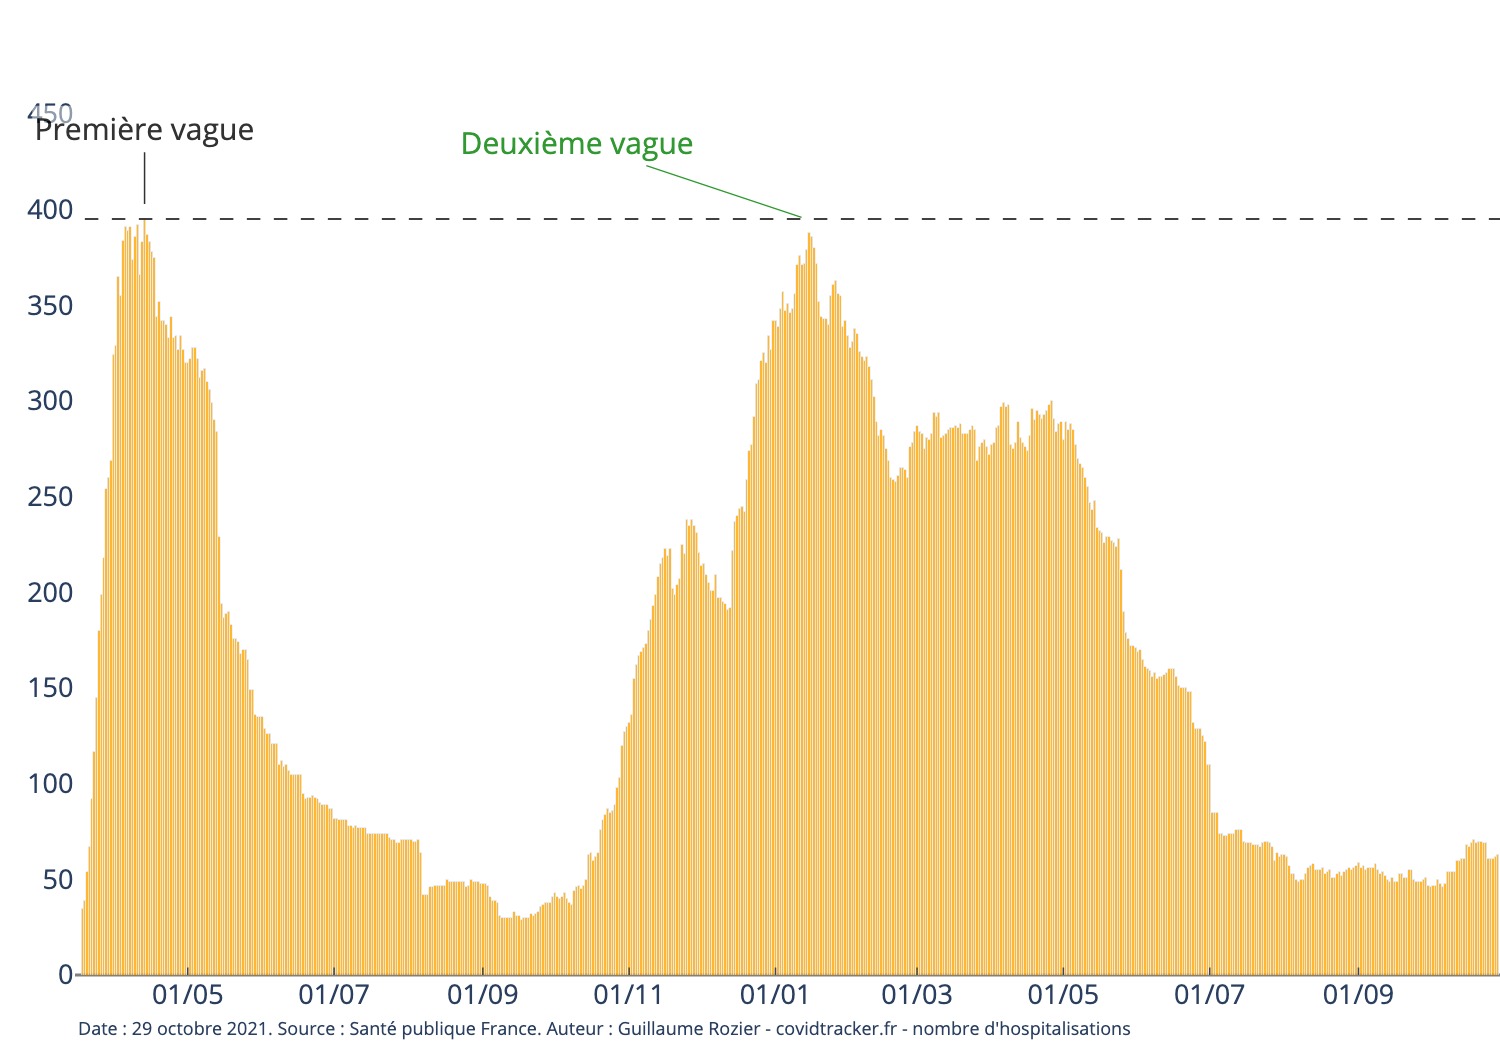 450
Première vague
Deuxième vague
400
350
300
250
200
150
100
50
0
01/05 01/07 01/09 01/11 01/01 01/03 01/05 01/07 01/09
Date : 29 octobre 2021. Source : Santé publique France. Auteur : Guillaume Rozier - covidtracker.fr - nombre d'hospitalisations